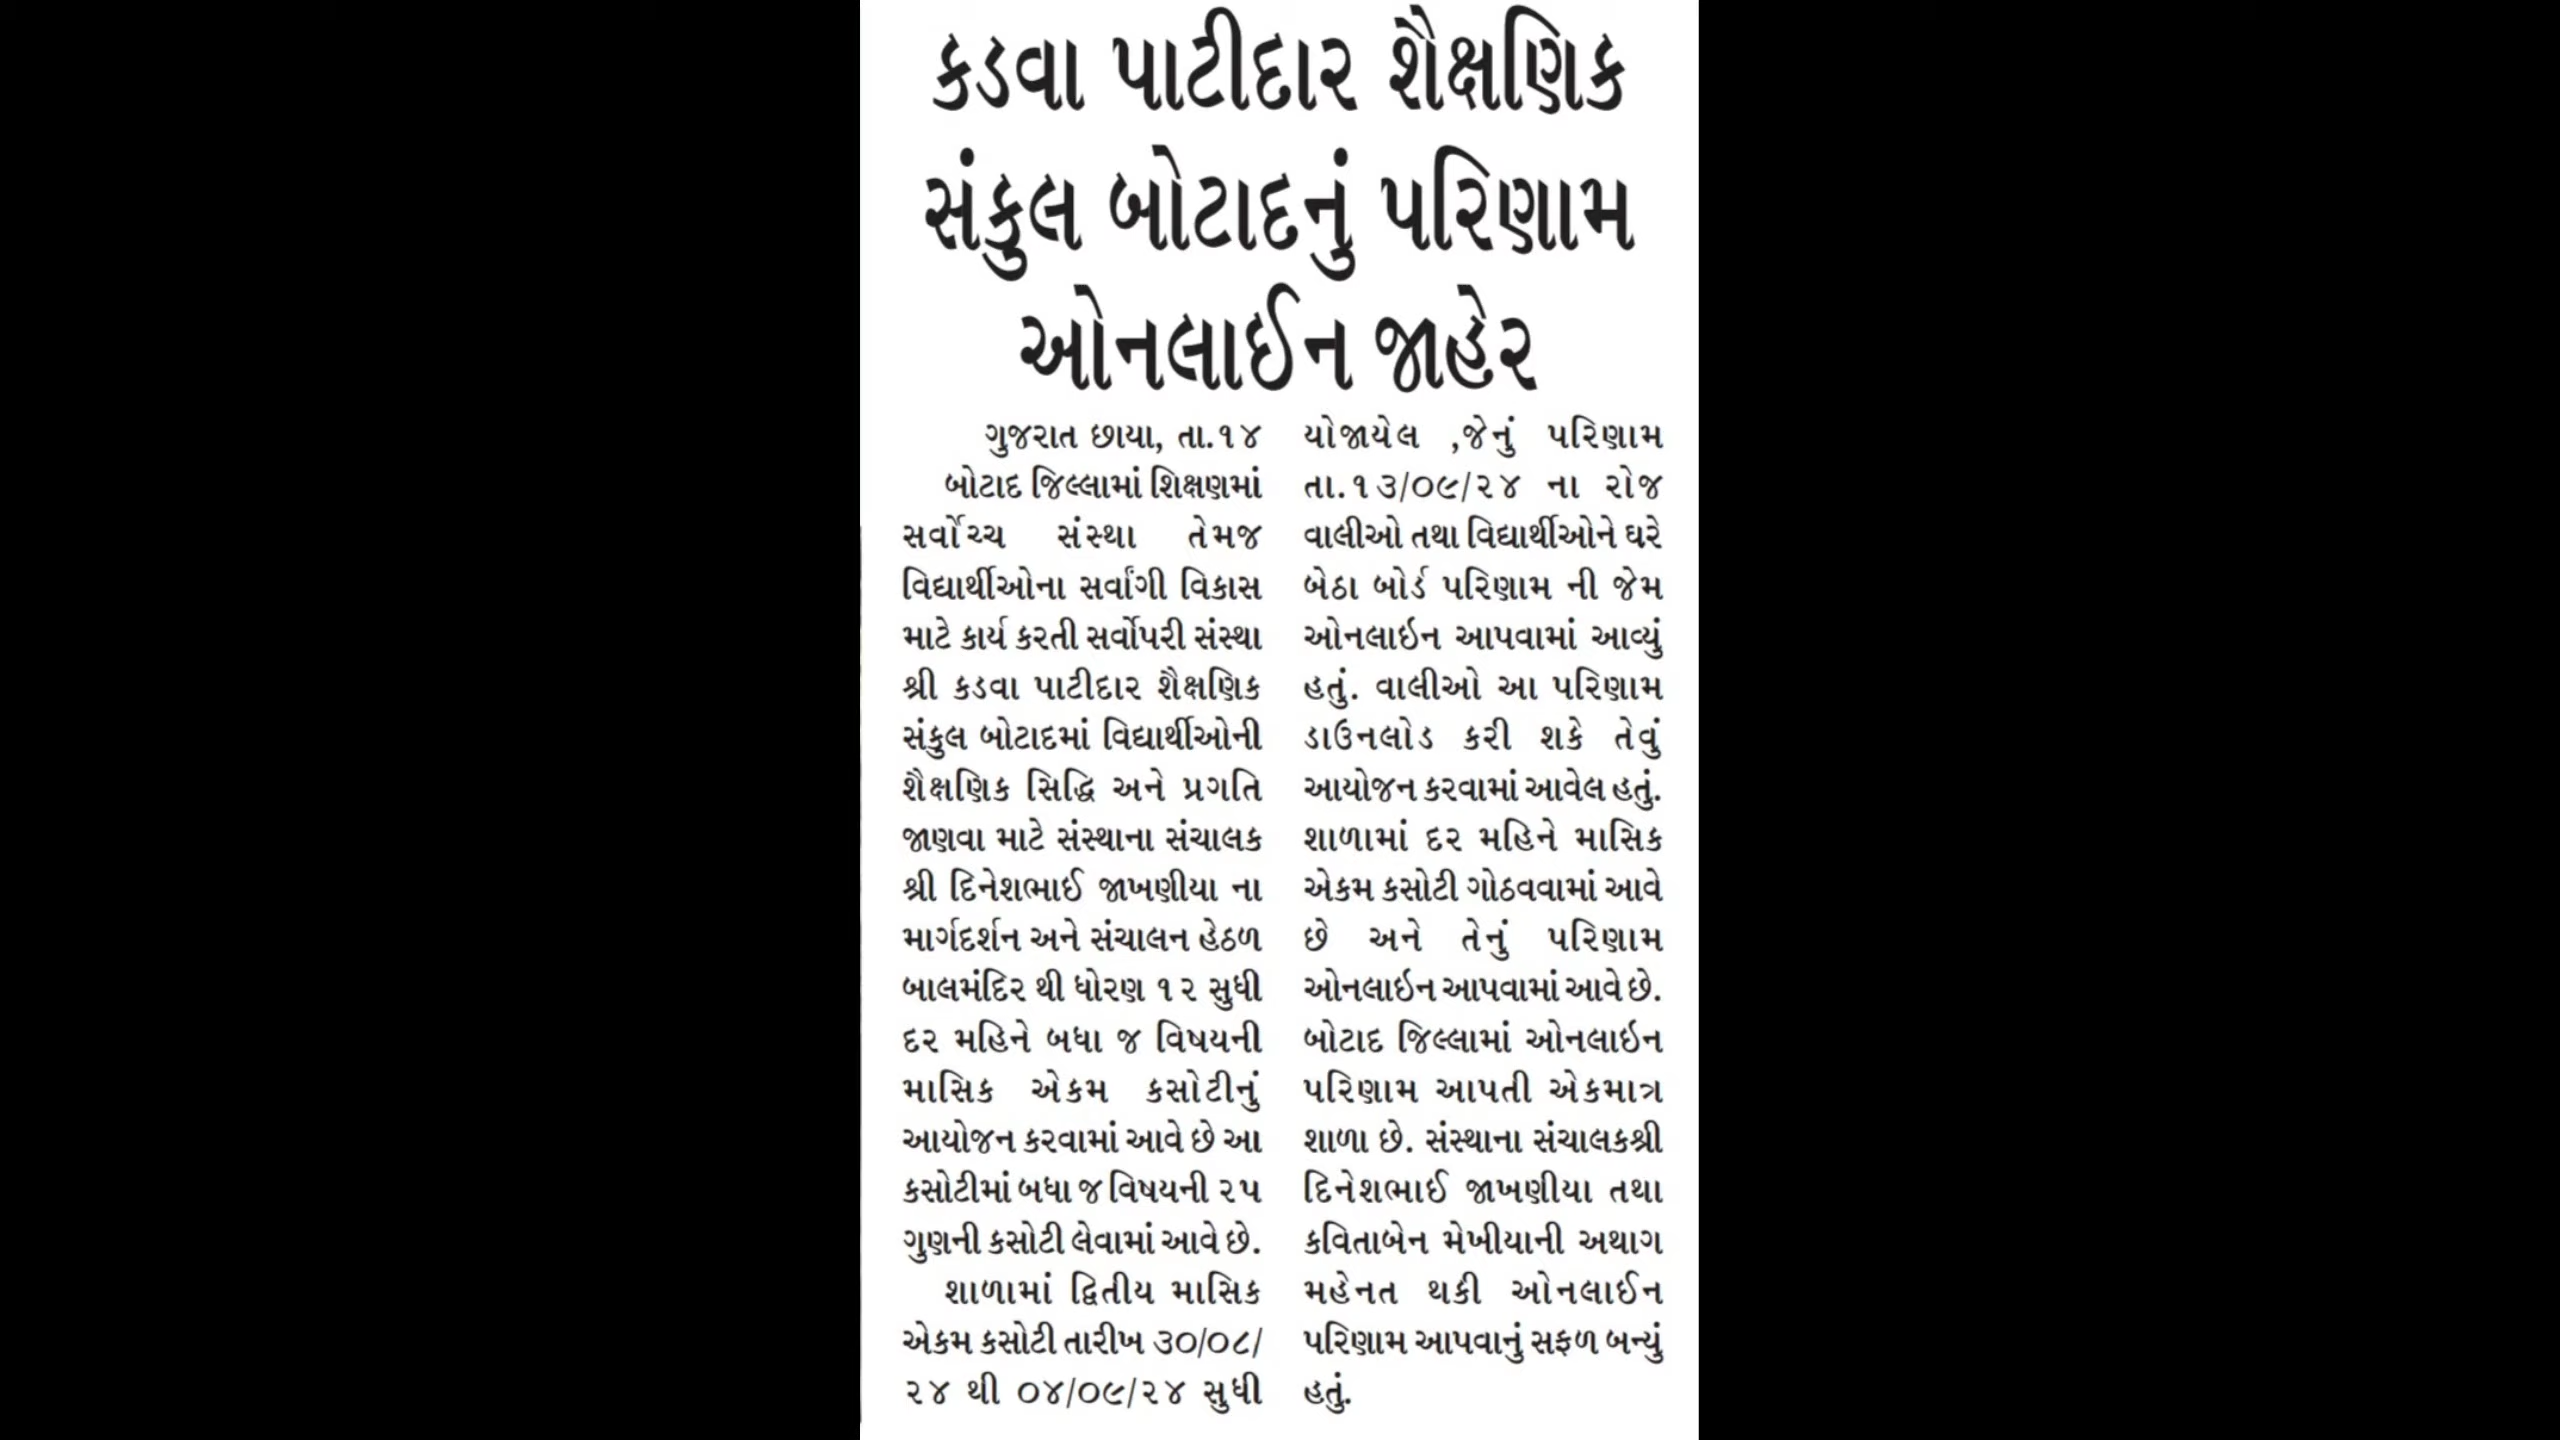 કડવા પાટીદાર શૈક્ષણિક
સંકુલ બોટાદનું પરિણામ
ઓનલાઈન જાહેર
ગુજરાત છાયા, તા.૧૪
બોટાદ જિલ્લામાં શિક્ષણમાં
સર્વોચ્ચ સંસ્થા તેમજ
વિદ્યાર્થીઓના સર્વાંગી વિકાસ
માટે કાર્ય કરતી સર્વોપરી સંસ્થા
શ્રી કડવા પાટીદાર શૈક્ષણિક
સંકુલ બોટાદમાં વિદ્યાર્થીઓની
શૈક્ષણિક સિદ્ધિ અને પ્રગતિ
જાણવા માટે સંસ્થાના સંચાલક
શ્રી દિનેશભાઈ જાખણીયા ના
માર્ગદર્શન અને સંચાલન હેઠળ
બાલમંદિર થી ધોરણ ૧૨ સુધી
દર મહિને બધા જ વિષયની
માસિક એકમ કસોટીનું
આયોજન કરવામાં આવે છે આ
કસોટીમાં બધા જ વિષયની ૨૫
ગુણની કસોટી લેવામાં આવે છે.
શાળામાં દ્વિતીય માસિક
એકમ કસોટી તારીખ ૩૦/૦૮/
૨૪ થી ૦૪/૦૯/૨૪ સુધી
યોજાયેલ ,જેનું પરિણામ
તા.૧૩/૦૯/૨૪ ના રોજ
વાલીઓ તથા વિદ્યાર્થીઓને ઘરે
બેઠા બોર્ડ પરિણામ ની જેમ
ઓનલાઇન આપવામાં આવ્યું
હતું. વાલીઓ આ પરિણામ
ડાઉનલોડ કરી શકે તેવું
આયોજન કરવામાં આવેલ હતું.
શાળામાં દર મહિને માસિક
એકમ કસોટી ગોઠવવામાં આવે
છે અને તેનું પરિણામ
ઓનલાઇન આપવામાં આવે છે.
બોટાદ જિલ્લામાં ઓનલાઇન
પરિણામ આપતી એકમાત્ર
શાળા છે. સંસ્થાના સંચાલકશ્રી
દિનેશભાઈ જાખણીયા તથા
કવિતાબેન મેખીયાની અથાગ
મહેનત થકી ઓનલાઈન
પરિણામ આપવાનું સફળ બન્યું
હતું.